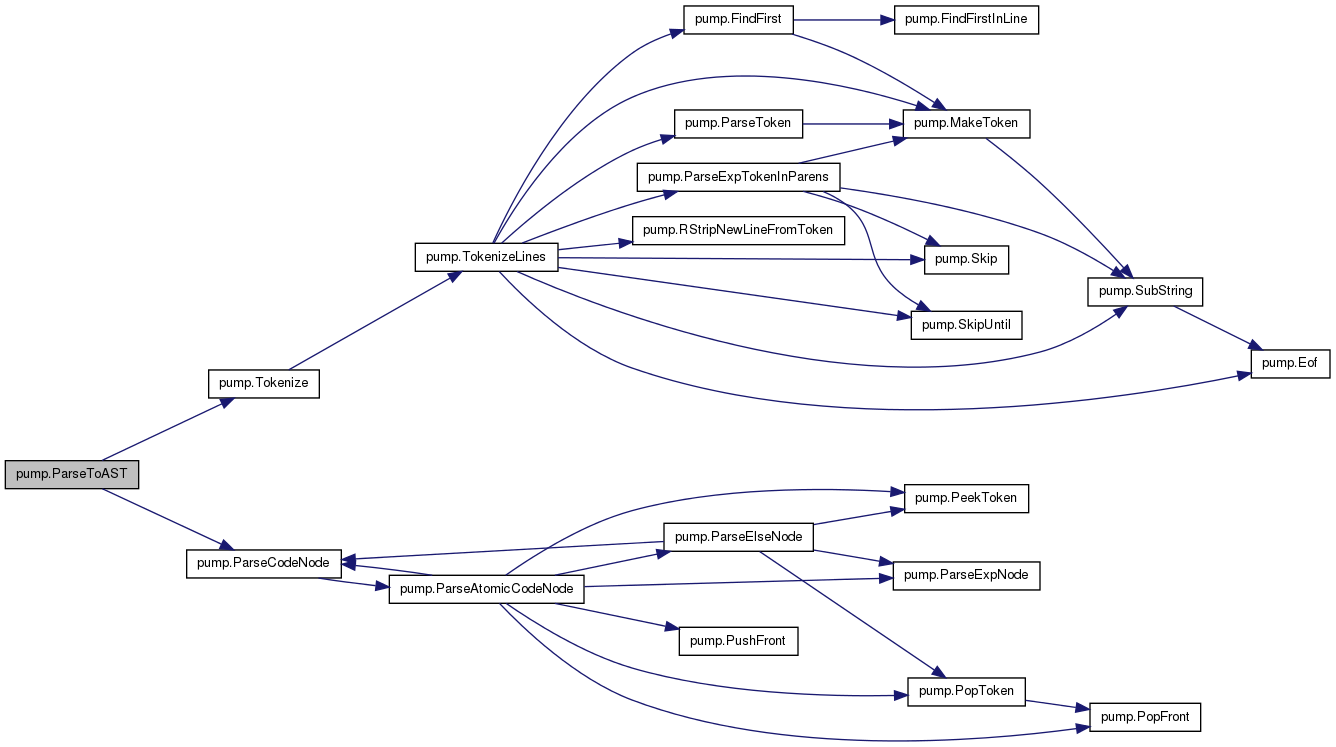 pump.FindFirst
pump.FindFirstInLine
pump.ParseToken
pump.MakeToken
pump.ParseExpTokenInParens
pump.RStripNewLineFromToken
pump.TokenizeLines
pump.Skip
pump.SubString
pump.SkipUntil
pump.Eof
pump.Tokenize
pump.ParseToAST
pump.PeekToken
pump.ParseElseNode
pump.ParseCodeNode
pump.ParseExpNode
pump.ParseAtomicCodeNode
pump.PushFront
pump.PopToken
pump.PopFront